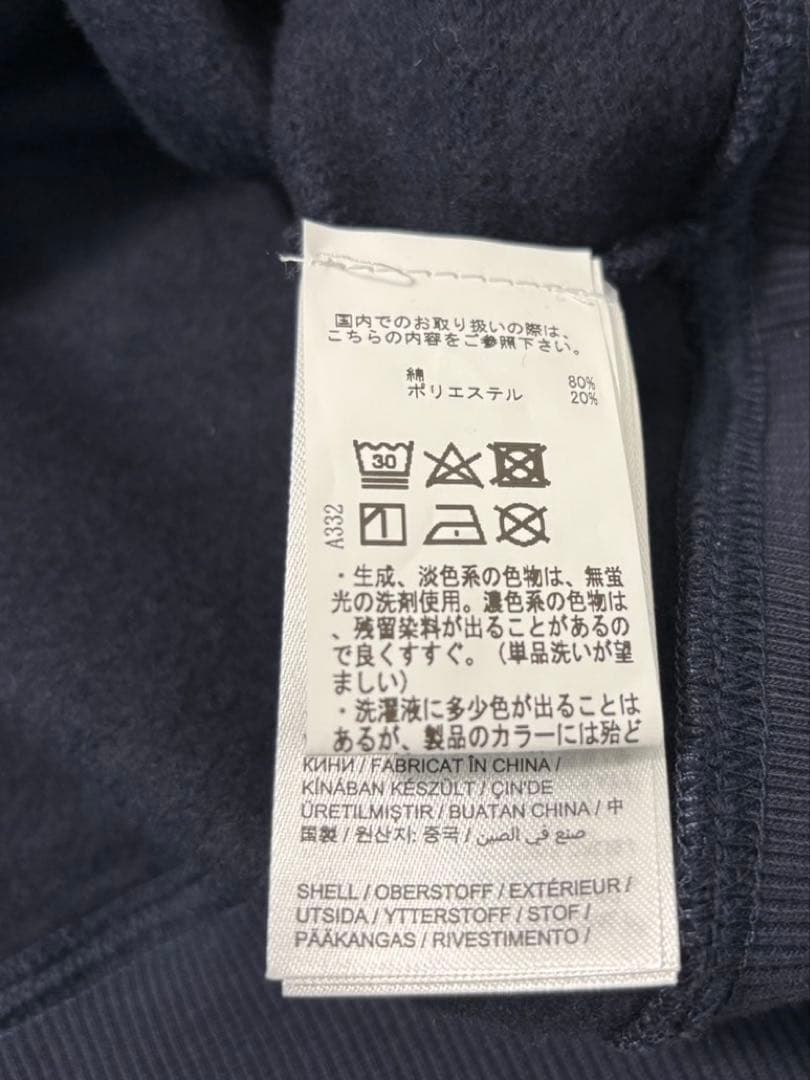 国内でのお取り扱いの際は、
こちらの内容をご参照下さい。
綿 80%
ポリエステル 20%
30
A332
・生成、淡色系の色物は、無蛍
光の洗剤使用。濃色系の色物は
、残留染料が出ることがあるの
で良くすすぐ。（単品洗いが望
ましい）
・洗濯液に多少色が出ることは
あるが、製品のカラーには殆ど
КИНИ / FABRICAT ÎN CHINA /
KÍNÁBAN KÉSZÜLT / ÇIN'DE
ÜRETILMIŞTIR / BUATAN CHINA / 中
国製 / 원산지: 중국 / صنع في الصين
SHELL / OBERSTOFF / EXTÉRIEUR /
UTSIDA / YTTERSTOFF / STOF /
PÄÄKANGAS / RIVESTIMENTO /